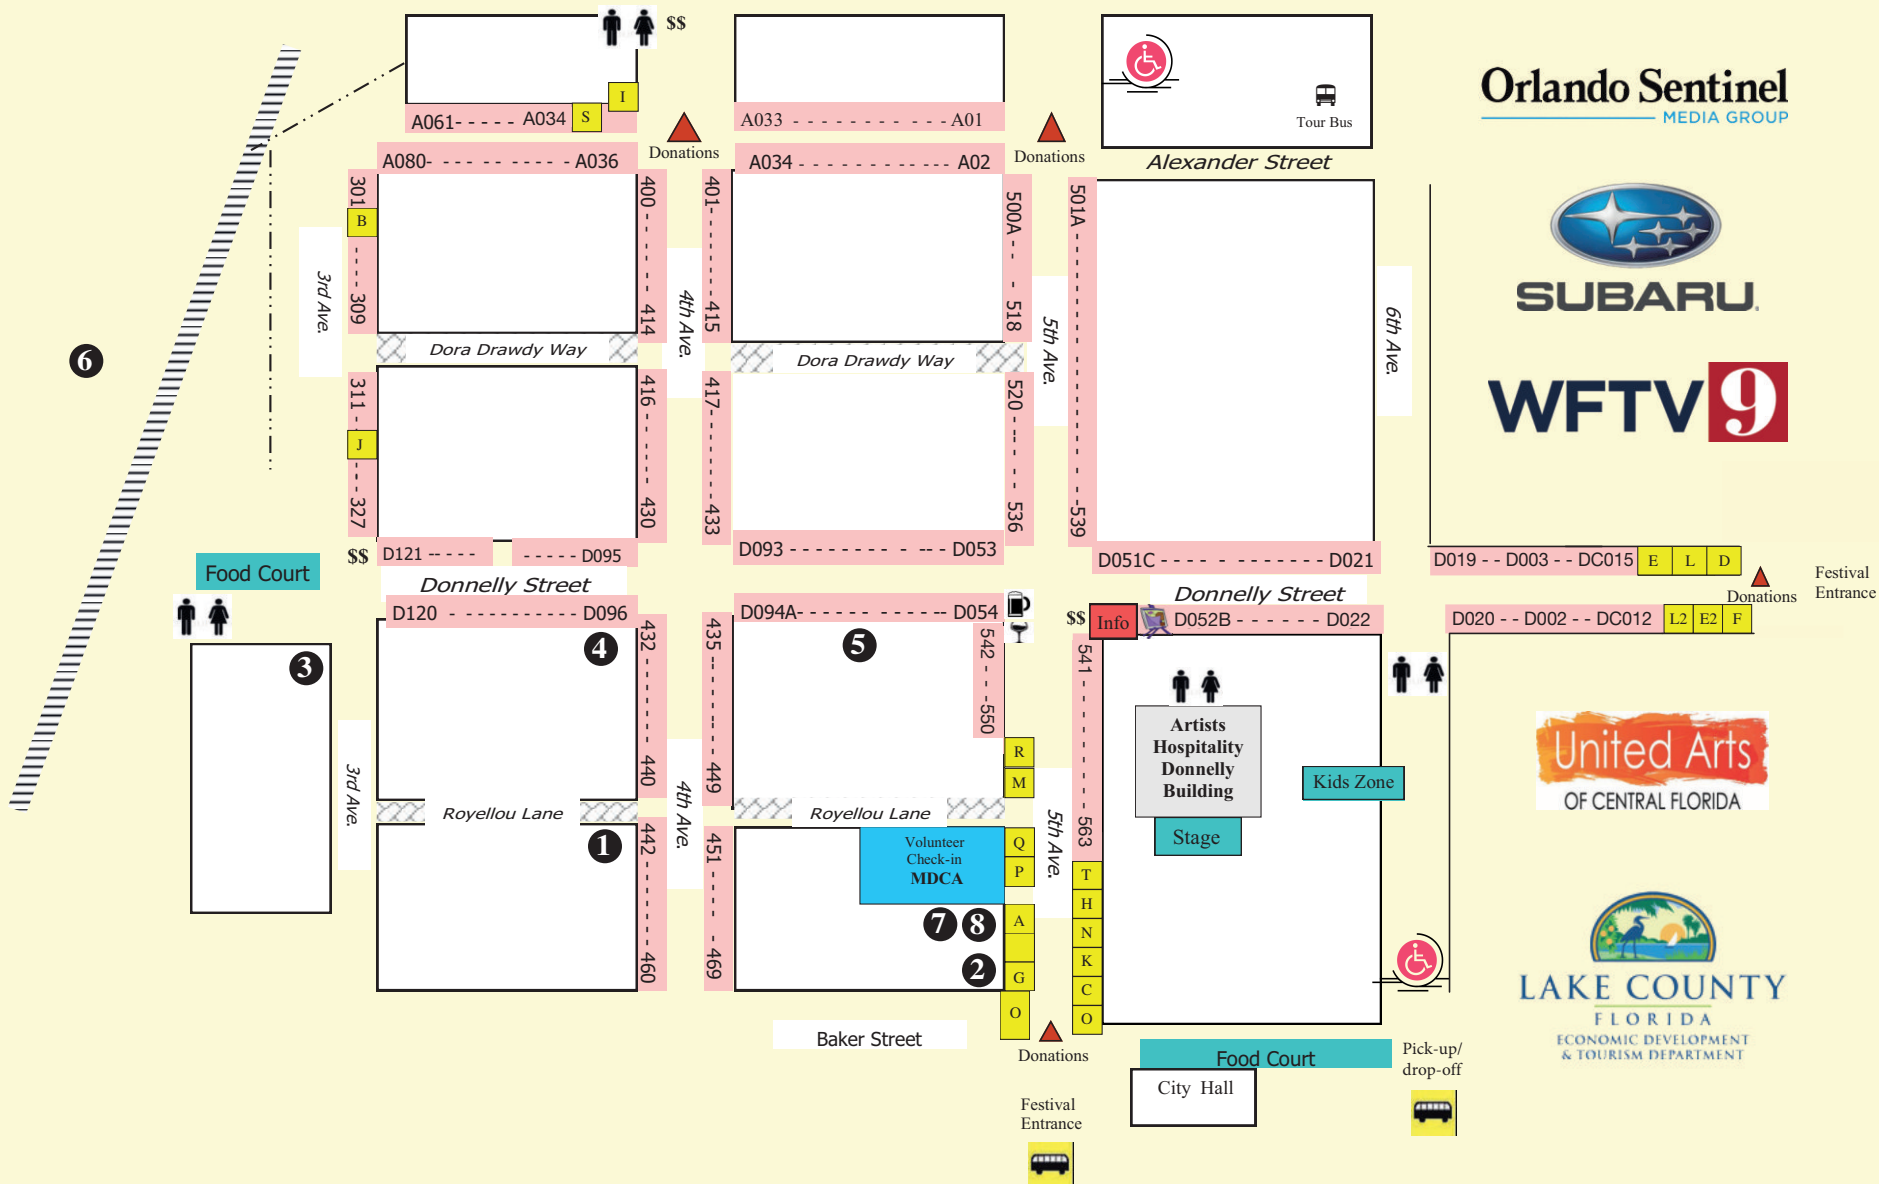 $$
I
A061- - - - - A034
S
A033 - - - - - - - - - - - - A01
Donations
Donations
Tour Bus
Alexander Street
A080- - - - -- - - - - - A036
A034 - - - - - - - - - - --- A02
301
B
- - - - - 309
400 - - - - - - - 414
401- - - - - - - 415
500A - - - 518
501A - - - - - - - - - - - - - -539
3rd Ave.
4th Ave.
5th Ave.
6th Ave.
Dora Drawdy Way
Dora Drawdy Way
6
311 -
J
- - - 327
416 - - - - - - - - 430
417- - - - - - - - 433
520 - -- - - - - 536
$$
D121 -- - - -
- - - - - D095
D093 - - - - - - - - - --- - D053
D051C - - - - - - ------- - D021
D019 - - D003 - - DC015
E
L
D
Donations
Festival
Entrance
Food Court
Donnelly Street
Donnelly Street
D120 - ---------- - D096
D094A- - - - - - - - - --- - D054
$$
Info
D052B - - - - - - D022
D020 - - D002 - - DC012
L2
E2
F
3
4
5
432 - - - - - - - - 440
435 - - - - - - -- - 449
542 - - - 550
541 - - - - - - - 563
Artists
Hospitality
Donnelly
Building
Kids Zone
Stage
R
M
3rd Ave.
4th Ave.
5th Ave.
Royellou Lane
Royellou Lane
1
442 - - - - - - - - 460
451 - - - - - 469
Volunteer
Check-in
MDCA
Q
P
7
8
A
2
G
O
T
H
N
K
C
O
Baker Street
Donations
Food Court
City Hall
Pick-up/
drop-off
Festival
Entrance
Orlando Sentinel
MEDIA GROUP
SUBARU.
WFTV 9
United Arts
OF CENTRAL FLORIDA
LAKE COUNTY
FLORIDA
ECONOMIC DEVELOPMENT
& TOURISM DEPARTMENT